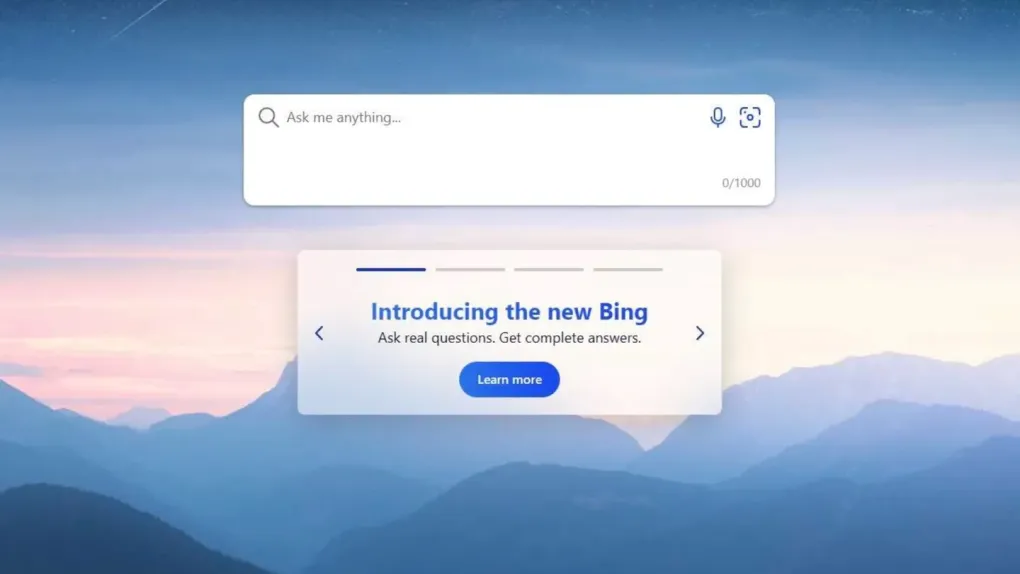 Ask me anything...
0/1000
Introducing the new Bing
Ask real questions. Get complete answers.
Learn more